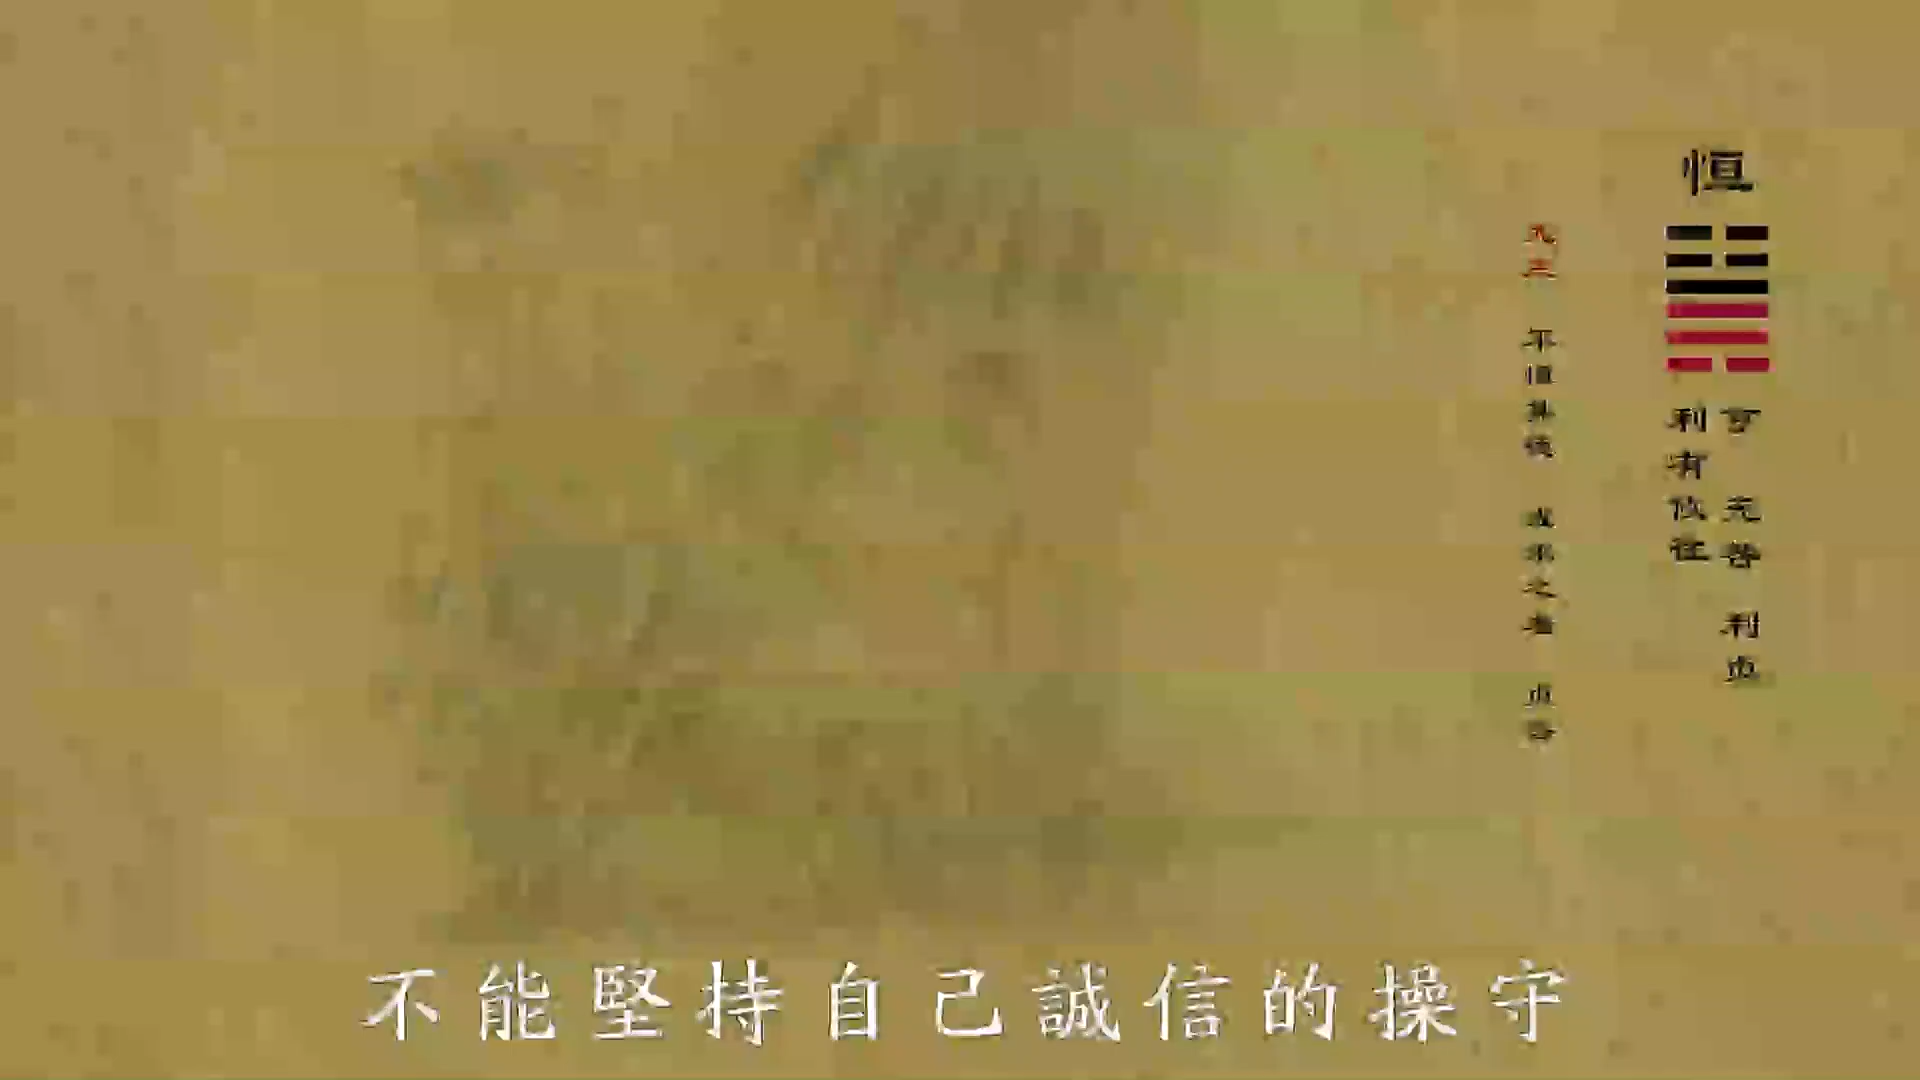 恒
亨 无咎 利貞
利有攸往
九三 不恒其德 或承之羞 貞吝
不能堅持自己誠信的操守